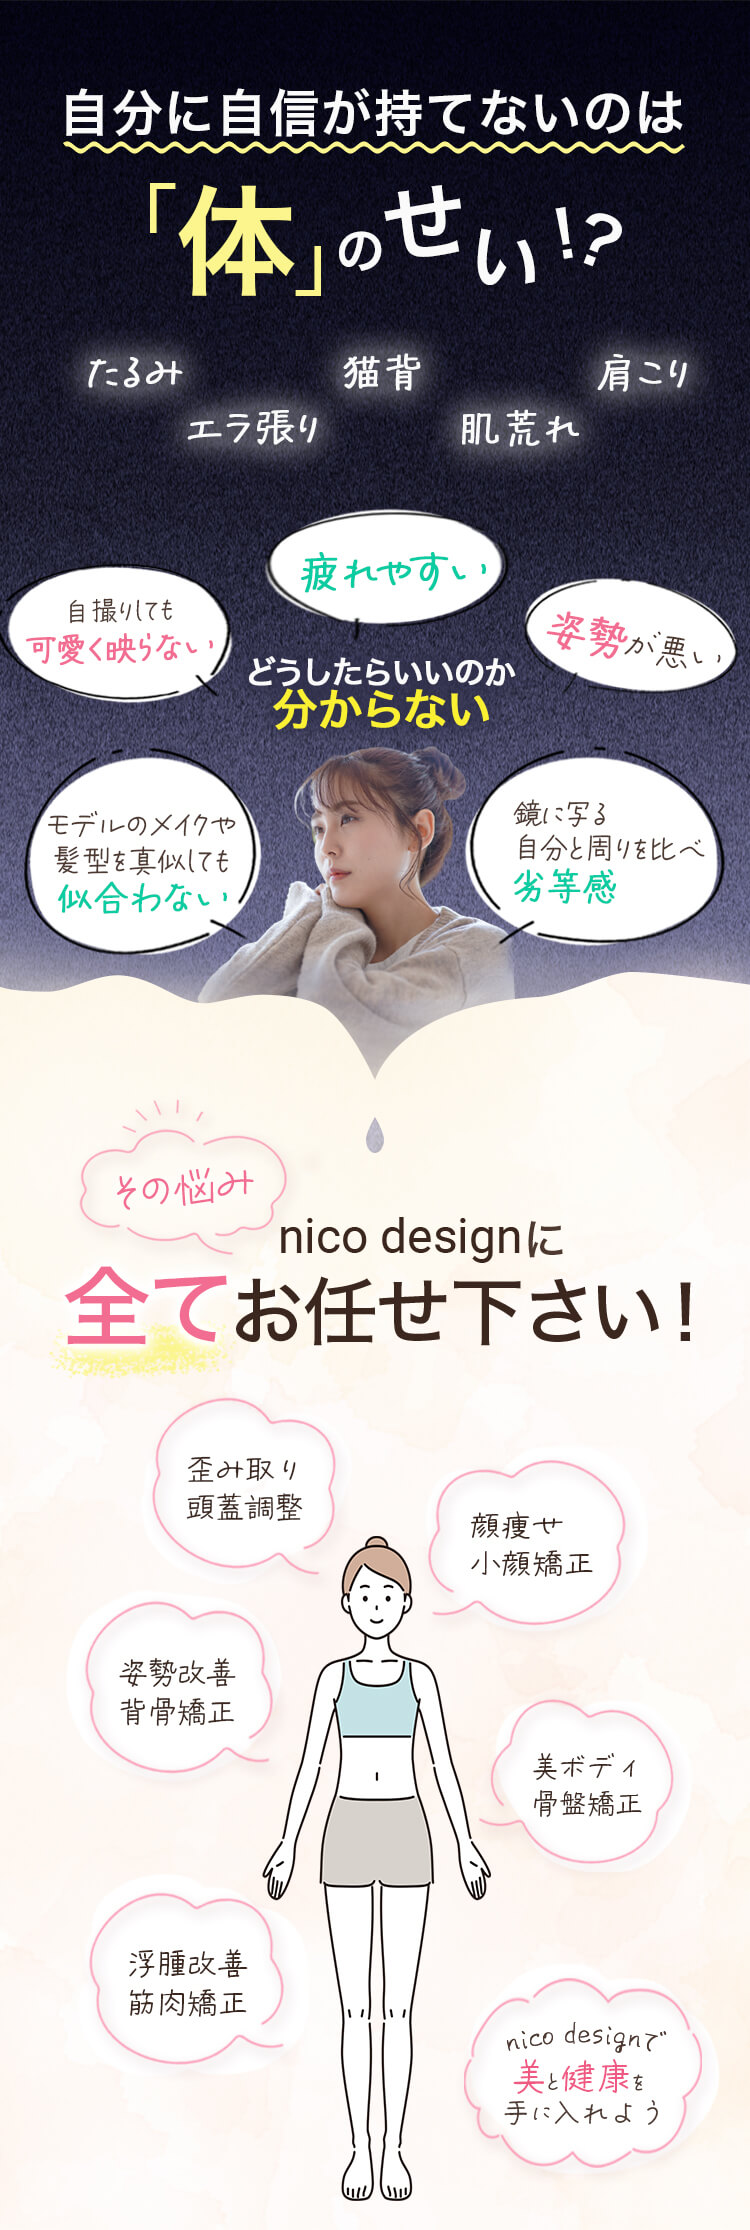 自分に自信が持てないのは
「体」のせい!?
たるみ
猫背
肩こり
エラ張り
肌荒れ
疲れやすい
自撮りしても
可愛く映らない
姿勢が悪い
どうしたらいいのか
分からない
モデルのメイクや
髪型を真似しても
似合わない
鏡に写る
自分と周りを比べ
劣等感
その悩み
nico designに
全てお任せ下さい!
歪み取り
頭蓋調整
顔痩せ
小顔矯正
姿勢改善
背骨矯正
美ボディ
骨盤矯正
浮腫改善
筋肉矯正
nico designで
美と健康を
手に入れよう